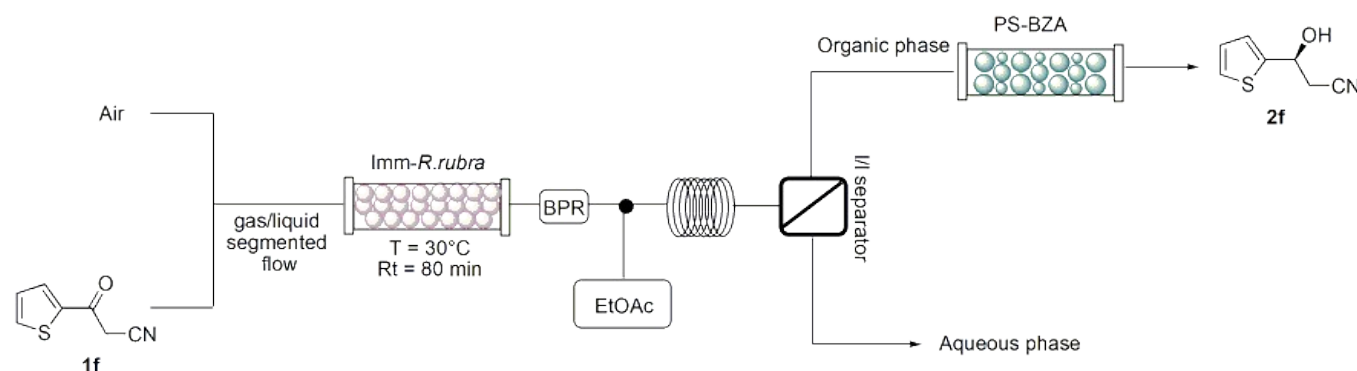 PS-BZA
Organic phase
OH
S
CN
2f
Air
Imm-R.rubra
gas/liquid
segmented
flow
T = 30°C
Rt = 80 min
BPR
EtOAc
l/l separator
O
S
CN
1f
Aqueous phase